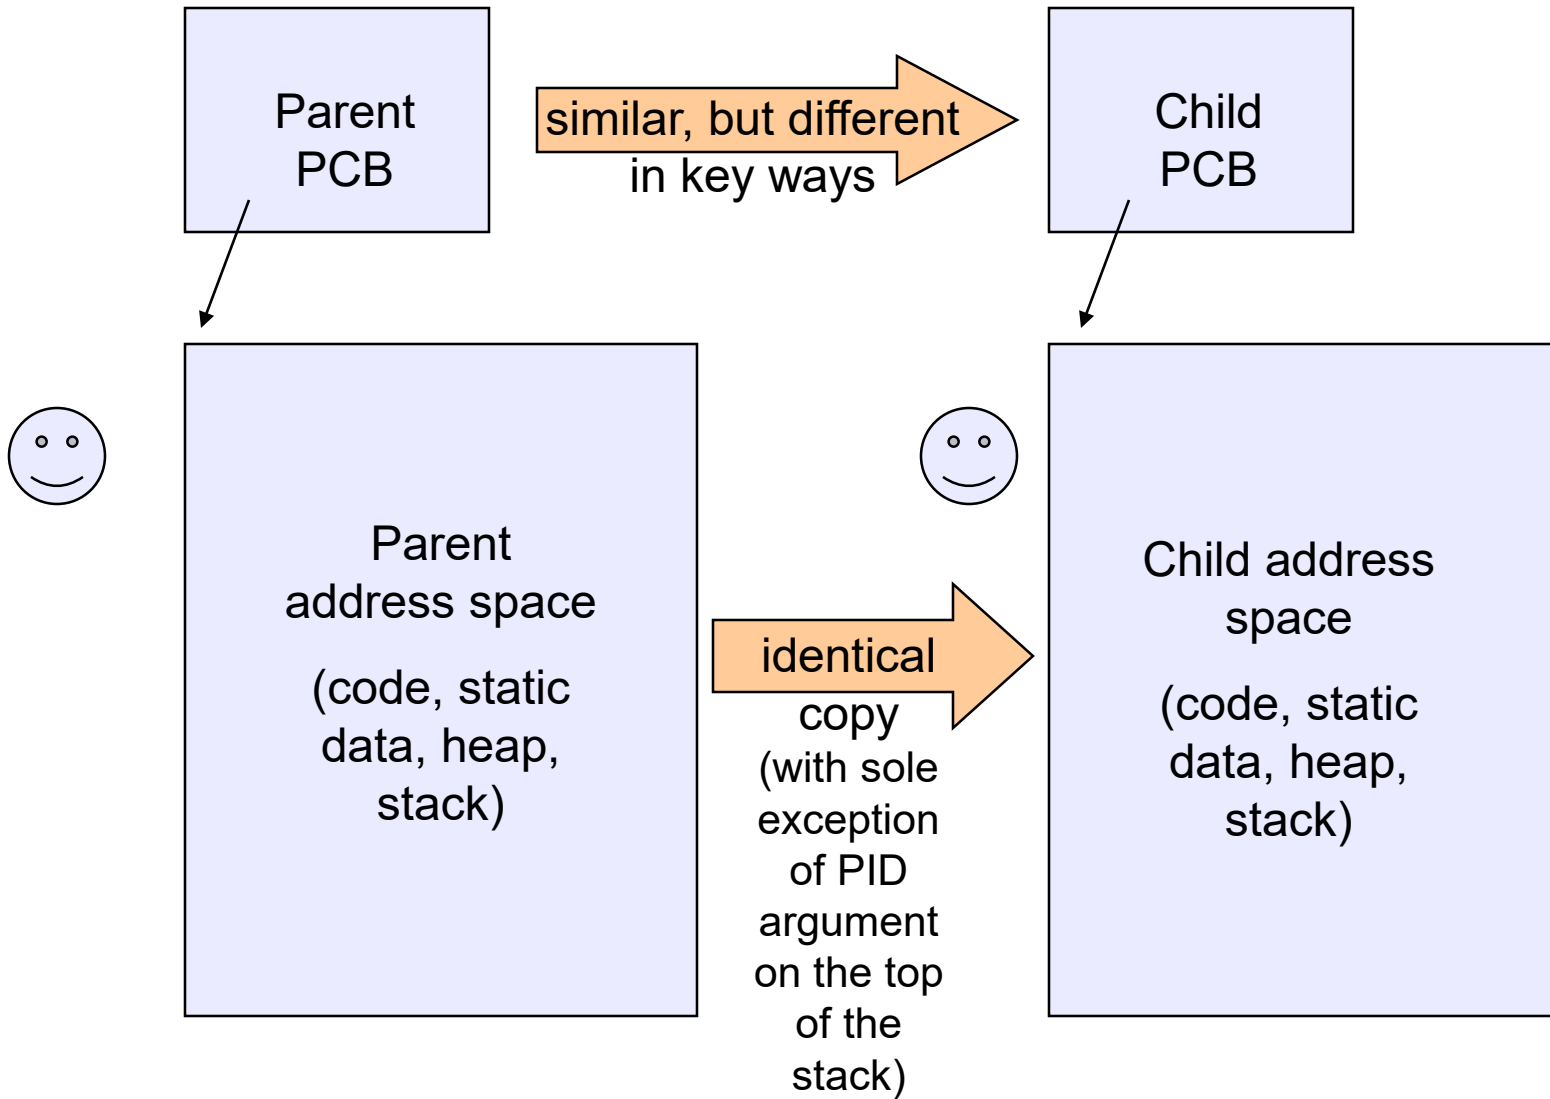 Parent
PCB
similar, but different
in key ways
Child
PCB
Parent
address space
(code, static
data, heap,
stack)
identical
copy
(with sole
exception
of PID
argument
on the top
of the
stack)
Child address
space
(code, static
data, heap,
stack)